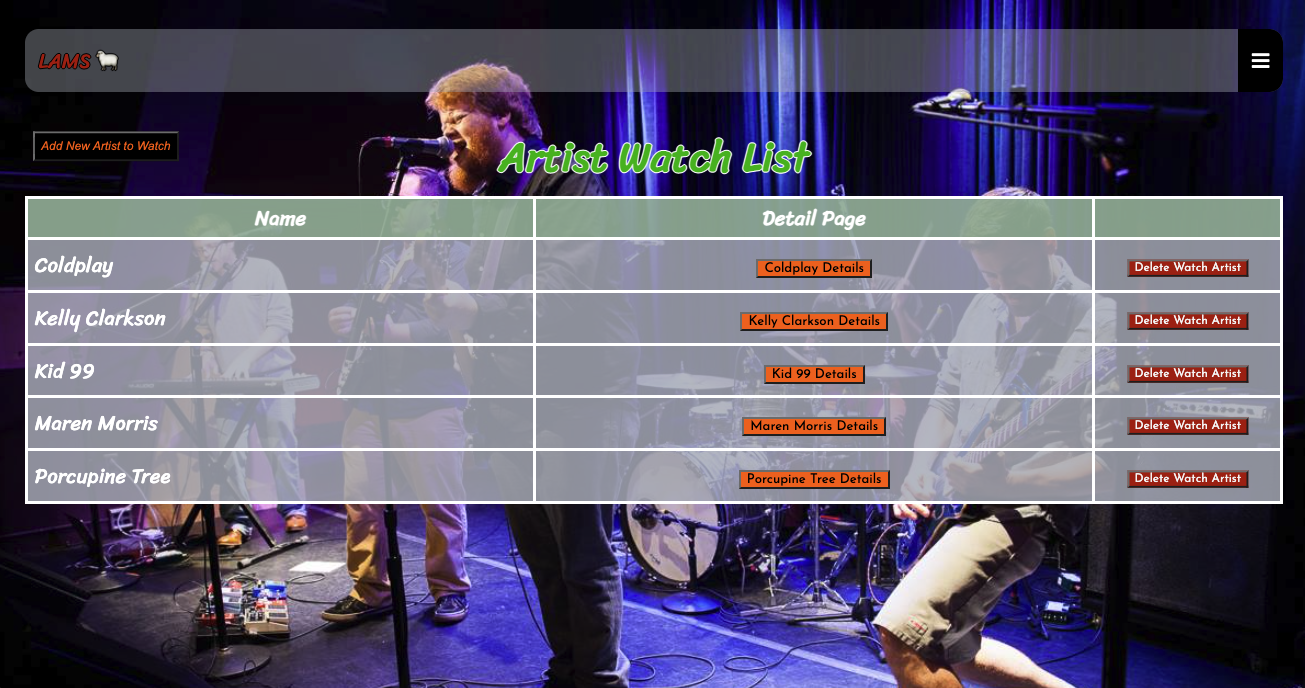 LAMS
Add New Artist to Watch
Artist Watch List
Name Detail Page
Coldplay Coldplay Details Delete Watch Artist
Kelly Clarkson Kelly Clarkson Details Delete Watch Artist
Kid 99 Kid 99 Details Delete Watch Artist
Maren Morris Maren Morris Details Delete Watch Artist
Porcupine Tree Porcupine Tree Details Delete Watch Artist